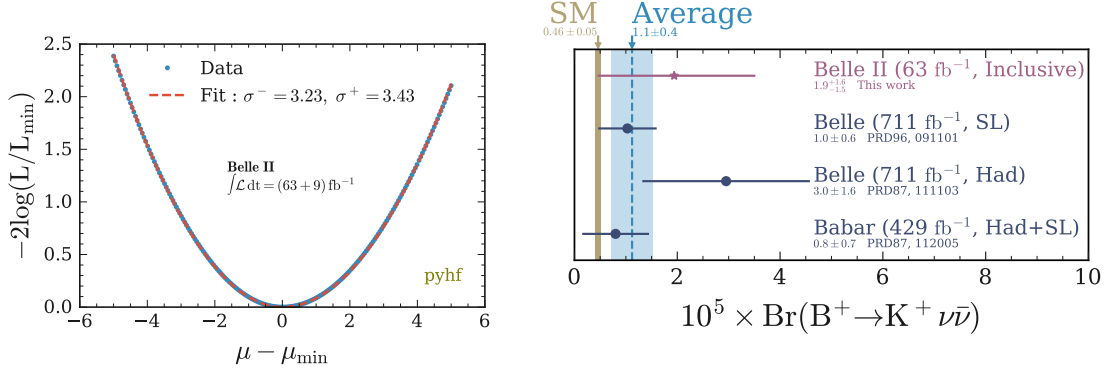 −2log(L/L_min)
2.5
2.0
1.5
1.0
0.5
0.0
Data
Fit : σ⁻ = 3.23, σ⁺ = 3.43
Belle II
∫ℒ dt = (63 + 9) fb⁻¹
pyhf
−6 −4 −2 0 2 4 6
μ − μ_min
SM
0.46 ± 0.05
Average
1.1±0.4
Belle II (63 fb⁻¹, Inclusive)
1.9 +1.6 −1.5 This work
Belle (711 fb⁻¹, SL)
1.0 ± 0.6 PRD96, 091101
Belle (711 fb⁻¹, Had)
3.0 ± 1.6 PRD87, 111103
Babar (429 fb⁻¹, Had+SL)
0.8 ± 0.7 PRD87, 112005
0 2 4 6 8 10
10⁵ × Br(B⁺→K⁺νν̄)